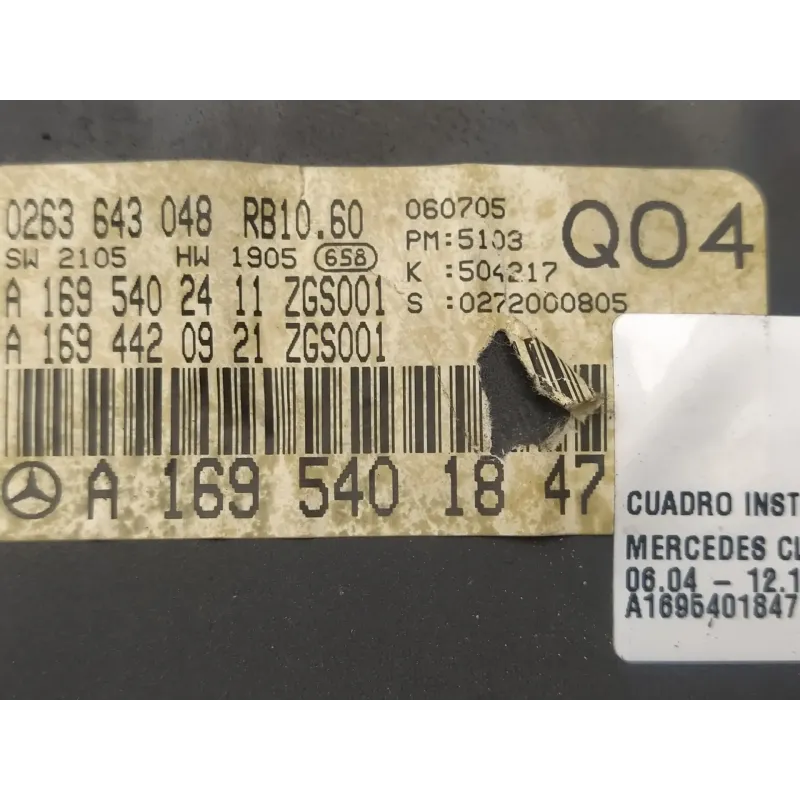 0263 643 048 RB10.60
060705
Q04
SW 2105 HW 1905 658
PM:5103
K :504217
A 169 540 24 11 ZGS001
S :0272000805
A 169 442 09 21 ZGS001
A 169 540 18 47
CUADRO INST
MERCEDES CL
06.04 - 12.1
A1695401847